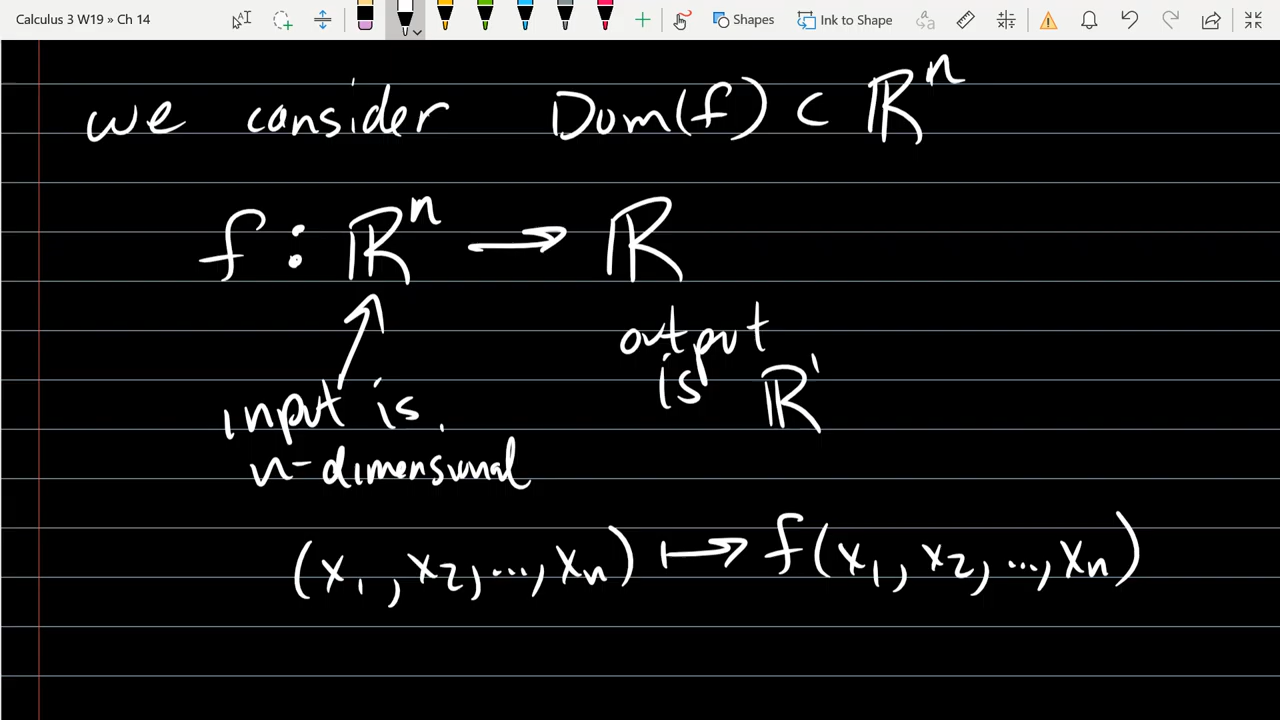 Calculus 3 W19 » Ch 14
Shapes
Ink to Shape
we consider Dom(f) ⊂ ℝⁿ
f : ℝⁿ ⟶ ℝ
output
is ℝ¹
input is
n-dimensional
(x₁, x₂, ..., xₙ) ⟼ f(x₁, x₂, ..., xₙ)